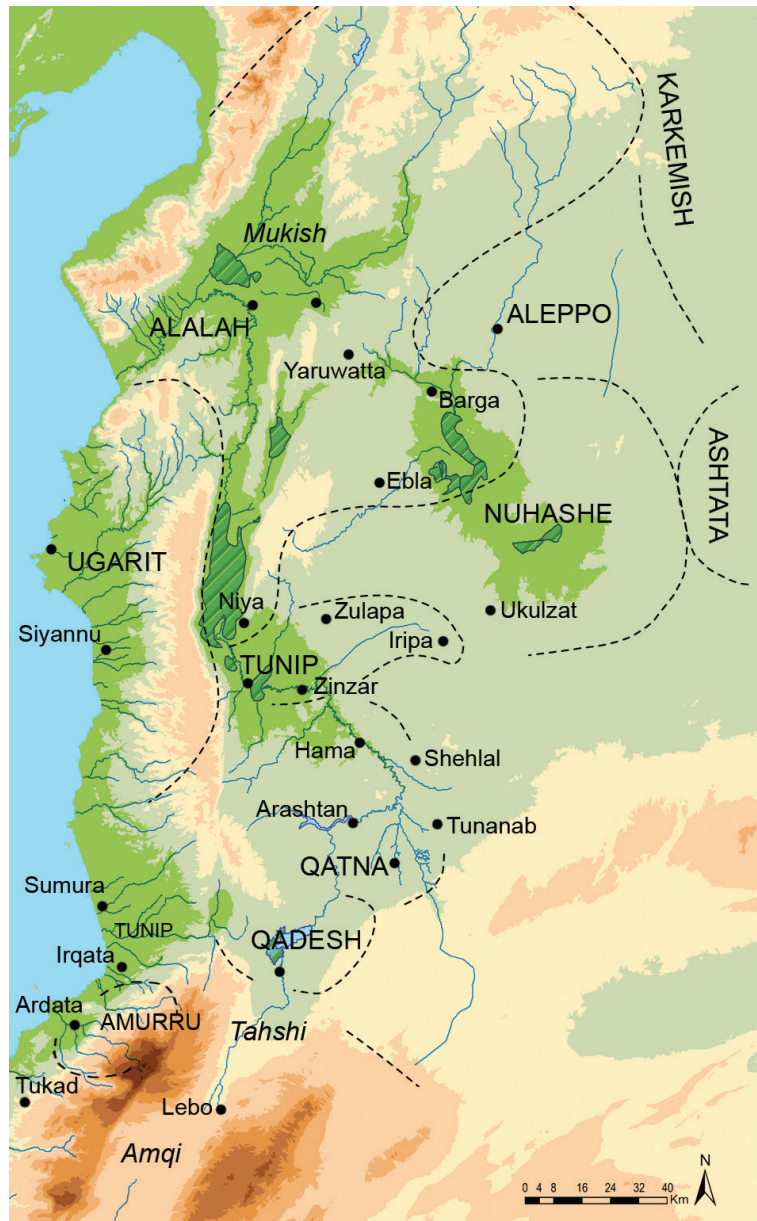 KARKEMISH
Mukish
ALALAH
ALEPPO
Yaruwatta
Barga
ASHTATA
Ebla
NUHASHE
UGARIT
Niya
Zulapa
Ukulzat
Siyannu
Iripa
TUNIP
Zinzar
Hama
Shehlal
Arashtan
Tunanab
QATNA
Sumura
TUNIP
QADESH
Irqata
Ardata
AMURRU
Tahshi
Tukad
Lebo
Amqi
N
0 4 8 16 24 32 40
Km